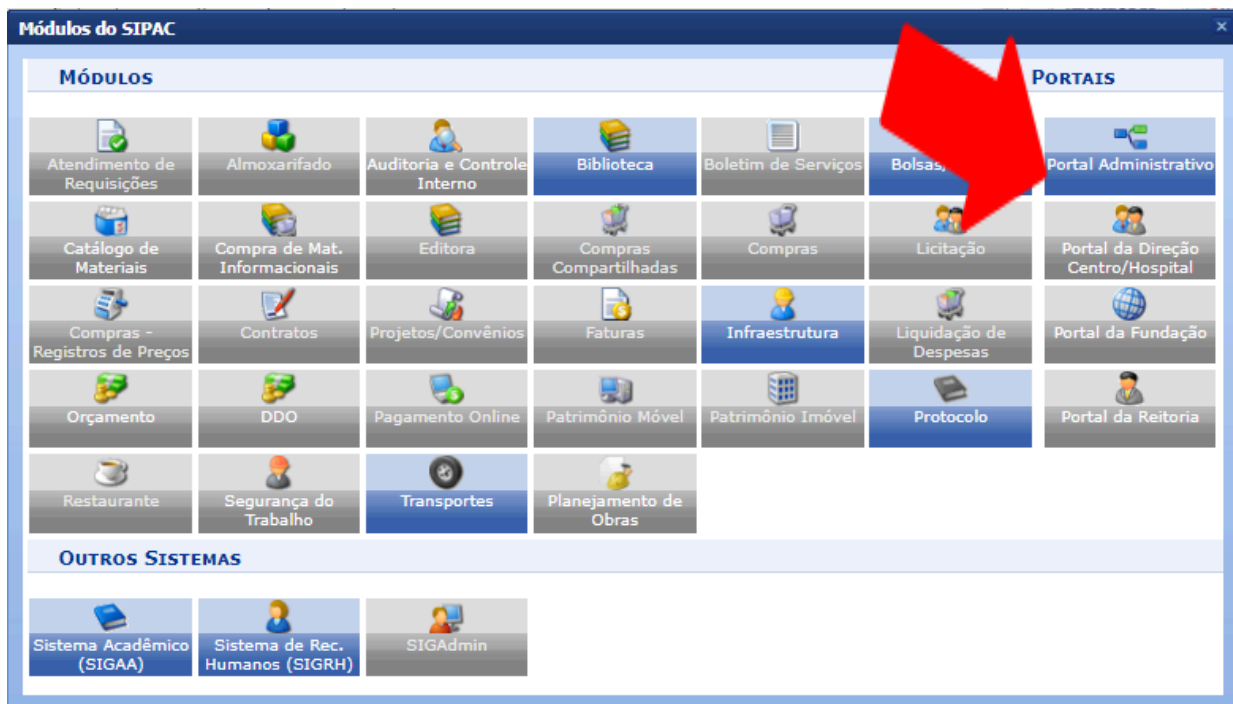 Módulos do SIPAC
MÓDULOS
PORTAIS
Atendimento de
Requisições
Almoxarifado
Auditoria e Controle
Interno
Biblioteca
Boletim de Serviços
Bolsas
Portal Administrativo
Catálogo de
Materiais
Compra de Mat.
Informacionais
Editora
Compras
Compartilhadas
Compras
Licitação
Portal da Direção
Centro/Hospital
Compras -
Registros de Preços
Contratos
Projetos/Convênios
Faturas
Infraestrutura
Liquidação de
Despesas
Portal da Fundação
Orçamento
DDO
Pagamento Online
Patrimônio Móvel
Patrimônio Imóvel
Protocolo
Portal da Reitoria
Restaurante
Segurança do
Trabalho
Transportes
Planejamento de
Obras
OUTROS SISTEMAS
Sistema Acadêmico
(SIGAA)
Sistema de Rec.
Humanos (SIGRH)
SIGAdmin